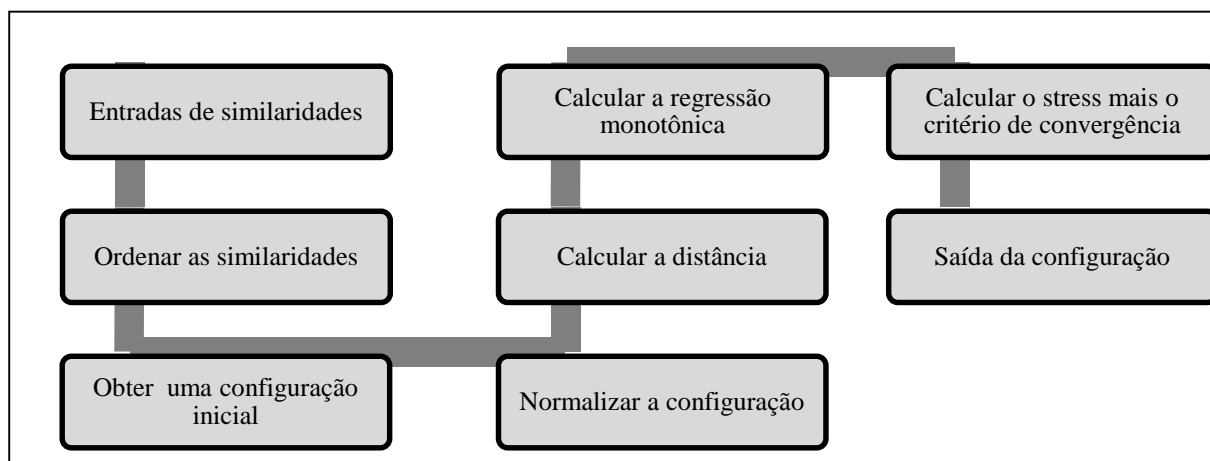 Entradas de similaridades
Ordenar as similaridades
Obter uma configuração
inicial
Normalizar a configuração
Calcular a distância
Calcular a regressão
monotônica
Calcular o stress mais o
critério de convergência
Saída da configuração